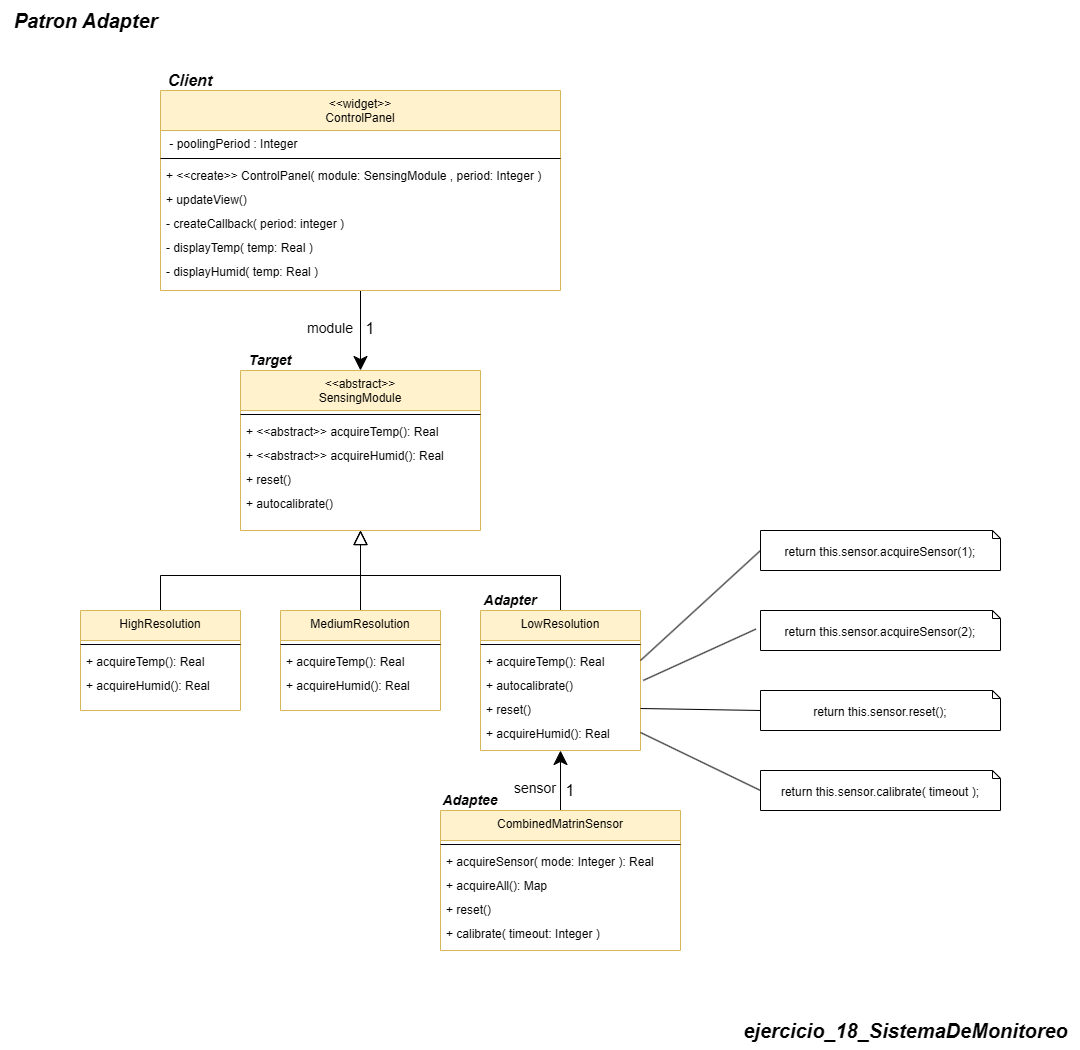 Patron Adapter
Client
<<widget>>
ControlPanel
- poolingPeriod : Integer
+ <<create>> ControlPanel( module: SensingModule , period: Integer )
+ updateView()
- createCallback( period: integer )
- displayTemp( temp: Real )
- displayHumid( temp: Real )
module 1
Target
<<abstract>>
SensingModule
+ <<abstract>> acquireTemp(): Real
+ <<abstract>> acquireHumid(): Real
+ reset()
+ autocalibrate()
HighResolution
+ acquireTemp(): Real
+ acquireHumid(): Real
MediumResolution
+ acquireTemp(): Real
+ acquireHumid(): Real
Adapter
LowResolution
+ acquireTemp(): Real
+ autocalibrate()
+ reset()
+ acquireHumid(): Real
return this.sensor.acquireSensor(1);
return this.sensor.acquireSensor(2);
return this.sensor.reset();
return this.sensor.calibrate( timeout );
sensor 1
Adaptee
CombinedMatrinSensor
+ acquireSensor( mode: Integer ): Real
+ acquireAll(): Map
+ reset()
+ calibrate( timeout: Integer )
ejercicio_18_SistemaDeMonitoreo